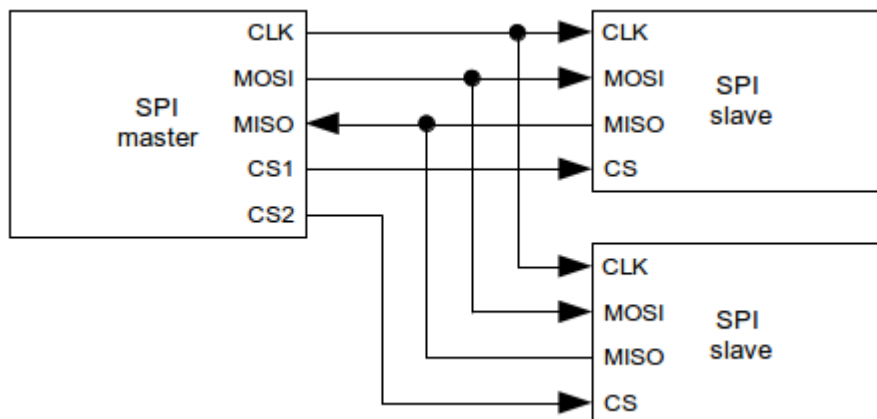 CLK
MOSI
SPI
master
MISO
CS1
CS2
CLK
MOSI
SPI
slave
MISO
CS
CLK
MOSI
SPI
slave
MISO
CS